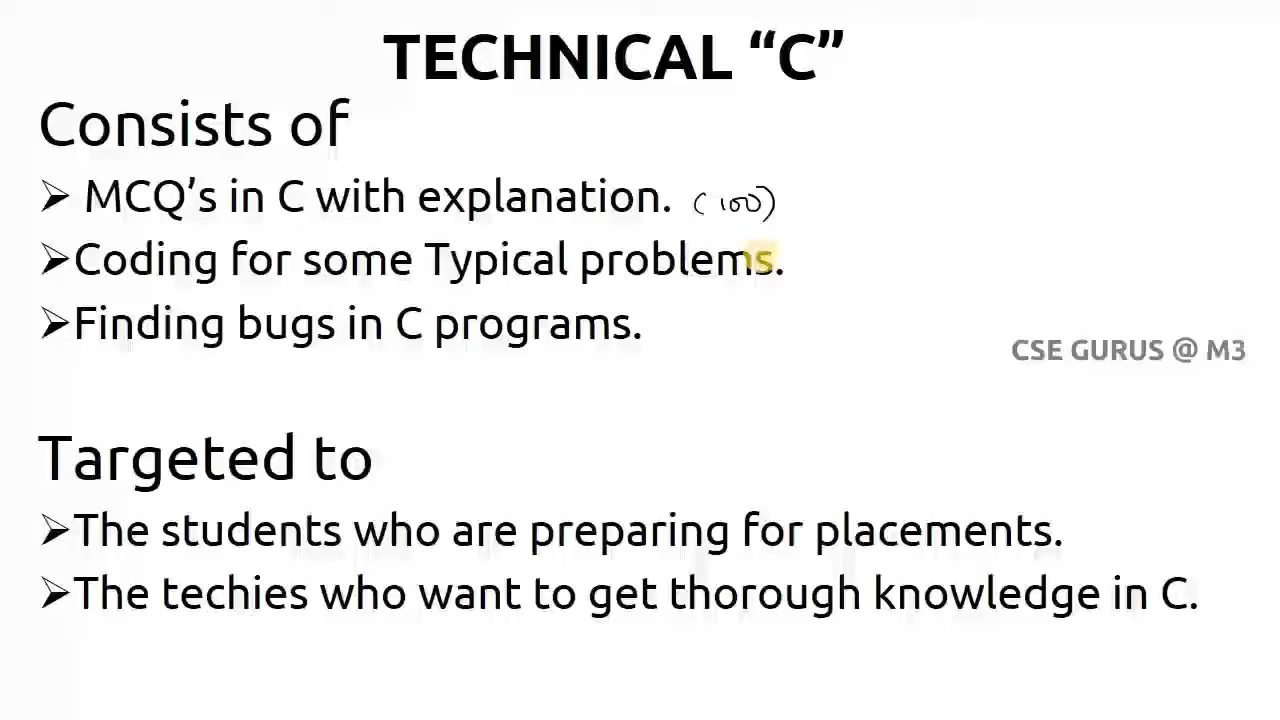 TECHNICAL “C”
Consists of
➢ MCQ’s in C with explanation. (100)
➢Coding for some Typical problems.
➢Finding bugs in C programs.
CSE GURUS @ M3
Targeted to
➢The students who are preparing for placements.
➢The techies who want to get thorough knowledge in C.